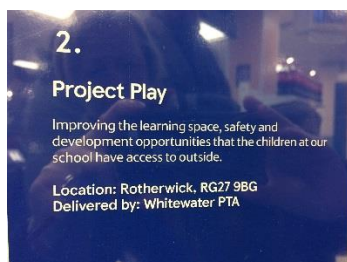 2.
Project Play
Improving the learning space, safety and
development opportunities that the children at our
school have access to outside.
Location: Rotherwick, RG27 9BG
Delivered by: Whitewater PTA